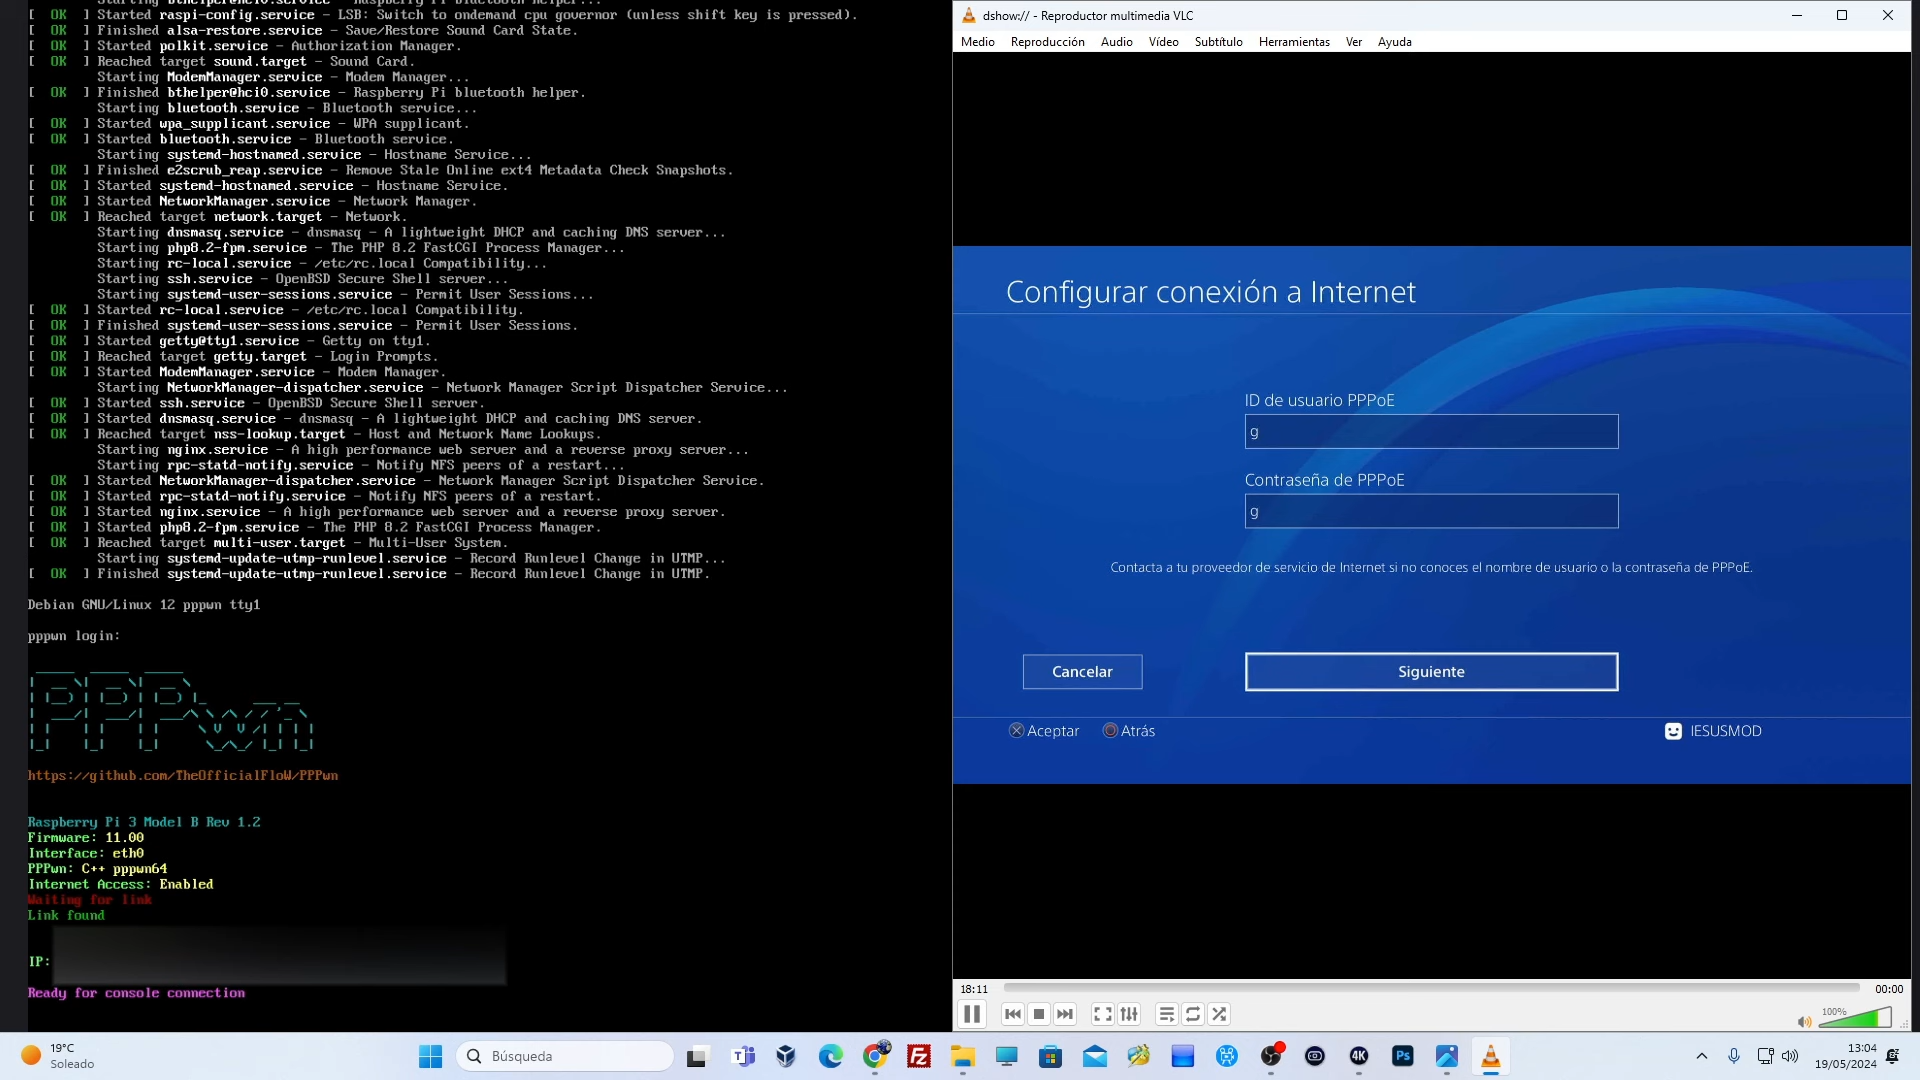 [ OK ] Started raspi-config.service - LSB: Switch to ondemand cpu governor (unless shift key is pressed).
[ OK ] Finished alsa-restore.service - Save/Restore Sound Card State.
[ OK ] Started polkit.service - Authorization Manager.
[ OK ] Reached target sound.target - Sound Card.
Starting ModemManager.service - Modem Manager...
[ OK ] Finished bthelper@hci0.service - Raspberry Pi bluetooth helper.
Starting bluetooth.service - Bluetooth service...
[ OK ] Started wpa_supplicant.service - WPA supplicant.
[ OK ] Started bluetooth.service - Bluetooth service.
Starting systemd-hostnamed.service - Hostname Service...
[ OK ] Finished e2scrub_reap.service - Remove Stale Online ext4 Metadata Check Snapshots.
[ OK ] Started systemd-hostnamed.service - Hostname Service.
[ OK ] Started NetworkManager.service - Network Manager.
[ OK ] Reached target network.target - Network.
Starting dnsmasq.service - dnsmasq - A lightweight DHCP and caching DNS server...
Starting php8.2-fpm.service - The PHP 8.2 FastCGI Process Manager...
Starting rc-local.service - /etc/rc.local Compatibility...
Starting ssh.service - OpenBSD Secure Shell server...
Starting systemd-user-sessions.service - Permit User Sessions...
[ OK ] Started rc-local.service - /etc/rc.local Compatibility.
[ OK ] Finished systemd-user-sessions.service - Permit User Sessions.
[ OK ] Started getty@tty1.service - Getty on tty1.
[ OK ] Reached target getty.target - Login Prompts.
[ OK ] Started ModemManager.service - Modem Manager.
Starting NetworkManager-dispatcher.service - Network Manager Script Dispatcher Service...
[ OK ] Started ssh.service - OpenBSD Secure Shell server.
[ OK ] Started dnsmasq.service - dnsmasq - A lightweight DHCP and caching DNS server.
[ OK ] Reached target nss-lookup.target - Host and Network Name Lookups.
Starting nginx.service - A high performance web server and a reverse proxy server...
Starting rpc-statd-notify.service - Notify NFS peers of a restart...
[ OK ] Started NetworkManager-dispatcher.service - Network Manager Script Dispatcher Service.
[ OK ] Started rpc-statd-notify.service - Notify NFS peers of a restart.
[ OK ] Started nginx.service - A high performance web server and a reverse proxy server.
[ OK ] Started php8.2-fpm.service - The PHP 8.2 FastCGI Process Manager.
[ OK ] Reached target multi-user.target - Multi-User System.
Starting systemd-update-utmp-runlevel.service - Record Runlevel Change in UTMP...
[ OK ] Finished systemd-update-utmp-runlevel.service - Record Runlevel Change in UTMP.
Debian GNU/Linux 12 pppwn tty1
pppwn login:
PPPwn
https://github.com/TheOfficialFloW/PPPwn
Raspberry Pi 3 Model B Rev 1.2
Firmware: 11.00
Interface: eth0
PPPwn: C++ pppwn64
Internet Access: Enabled
Waiting for link
Link found
IP:
Ready for console connection
dshow:// - Reproductor multimedia VLC
Medio Reproducción Audio Vídeo Subtítulo Herramientas Ver Ayuda
Configurar conexión a Internet
ID de usuario PPPoE
g
Contraseña de PPPoE
g
Contacta a tu proveedor de servicio de Internet si no conoces el nombre de usuario o la contraseña de PPPoE.
Cancelar Siguiente
Aceptar Atrás IESUSMOD
18:11 00:00
100%
19°C
Soleado
Búsqueda
4K
Ps
13:04
19/05/2024